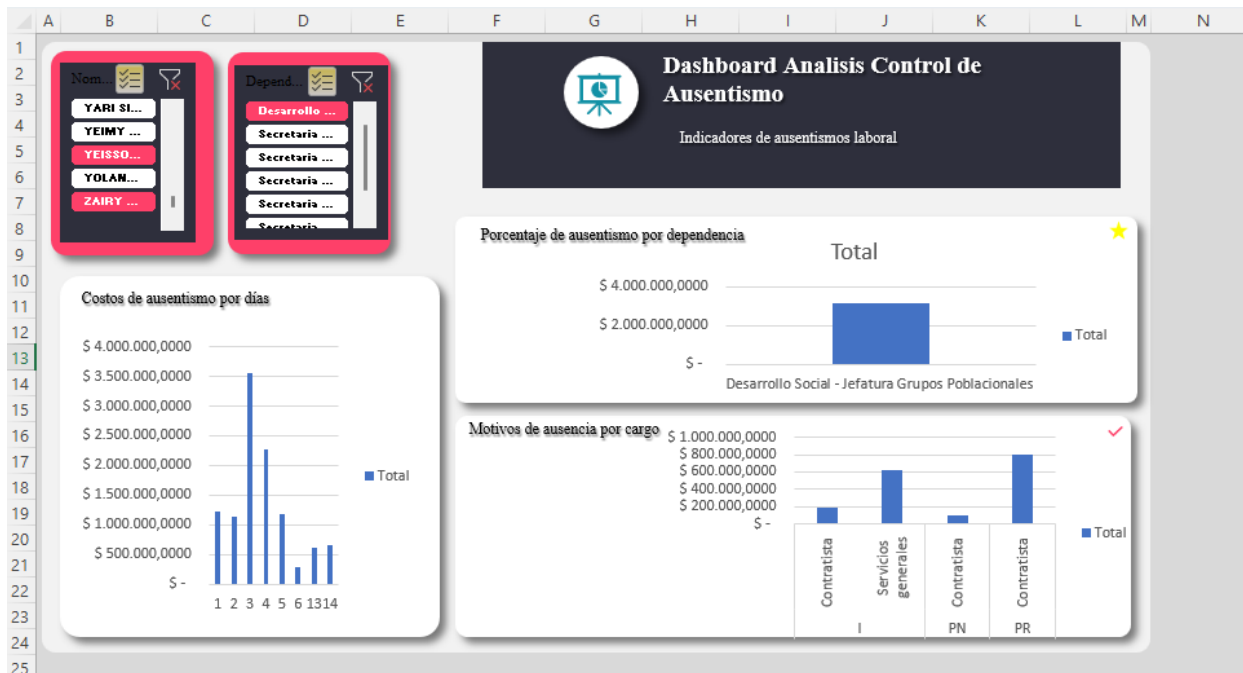 A B C D E F G H I J K L M N
1
2
3
4
5
6
7
8
9
10
11
12
13
14
15
16
17
18
19
20
21
22
23
24
25
Nom...
YARI SI...
YEIMY ...
YEISSO...
YOLAN...
ZAIRY ...
Depend...
Desarrollo ...
Secretaria ...
Secretaria ...
Secretaria ...
Secretaria ...
Secretaria
Dashboard Analisis Control de
Ausentismo
Indicadores de ausentismos laboral
Costos de ausentismo por días
$ 4.000.000,0000
$ 3.500.000,0000
$ 3.000.000,0000
$ 2.500.000,0000
$ 2.000.000,0000
$ 1.500.000,0000
$ 1.000.000,0000
$ 500.000,0000
$ -
1 2 3 4 5 6 13 14
Total
Porcentaje de ausentismo por dependencia
Total
$ 4.000.000,0000
$ 2.000.000,0000
$ -
Desarrollo Social - Jefatura Grupos Poblacionales
Total
Motivos de ausencia por cargo
$ 1.000.000,0000
$ 800.000,0000
$ 600.000,0000
$ 400.000,0000
$ 200.000,0000
$ -
Contratista
Servicios
generales
Contratista
Contratista
I PN PR
Total